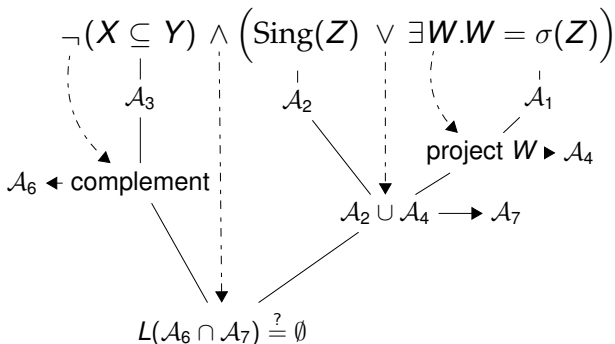 ¬(X ⊆ Y) ∧ (Sing(Z) ∨ ∃W.W = σ(Z))
A₃ A₂ A₁
project W A₄
A₆ complement
A₂ ∪ A₄ A₇
L(A₆ ∩ A₇) ≟ ∅